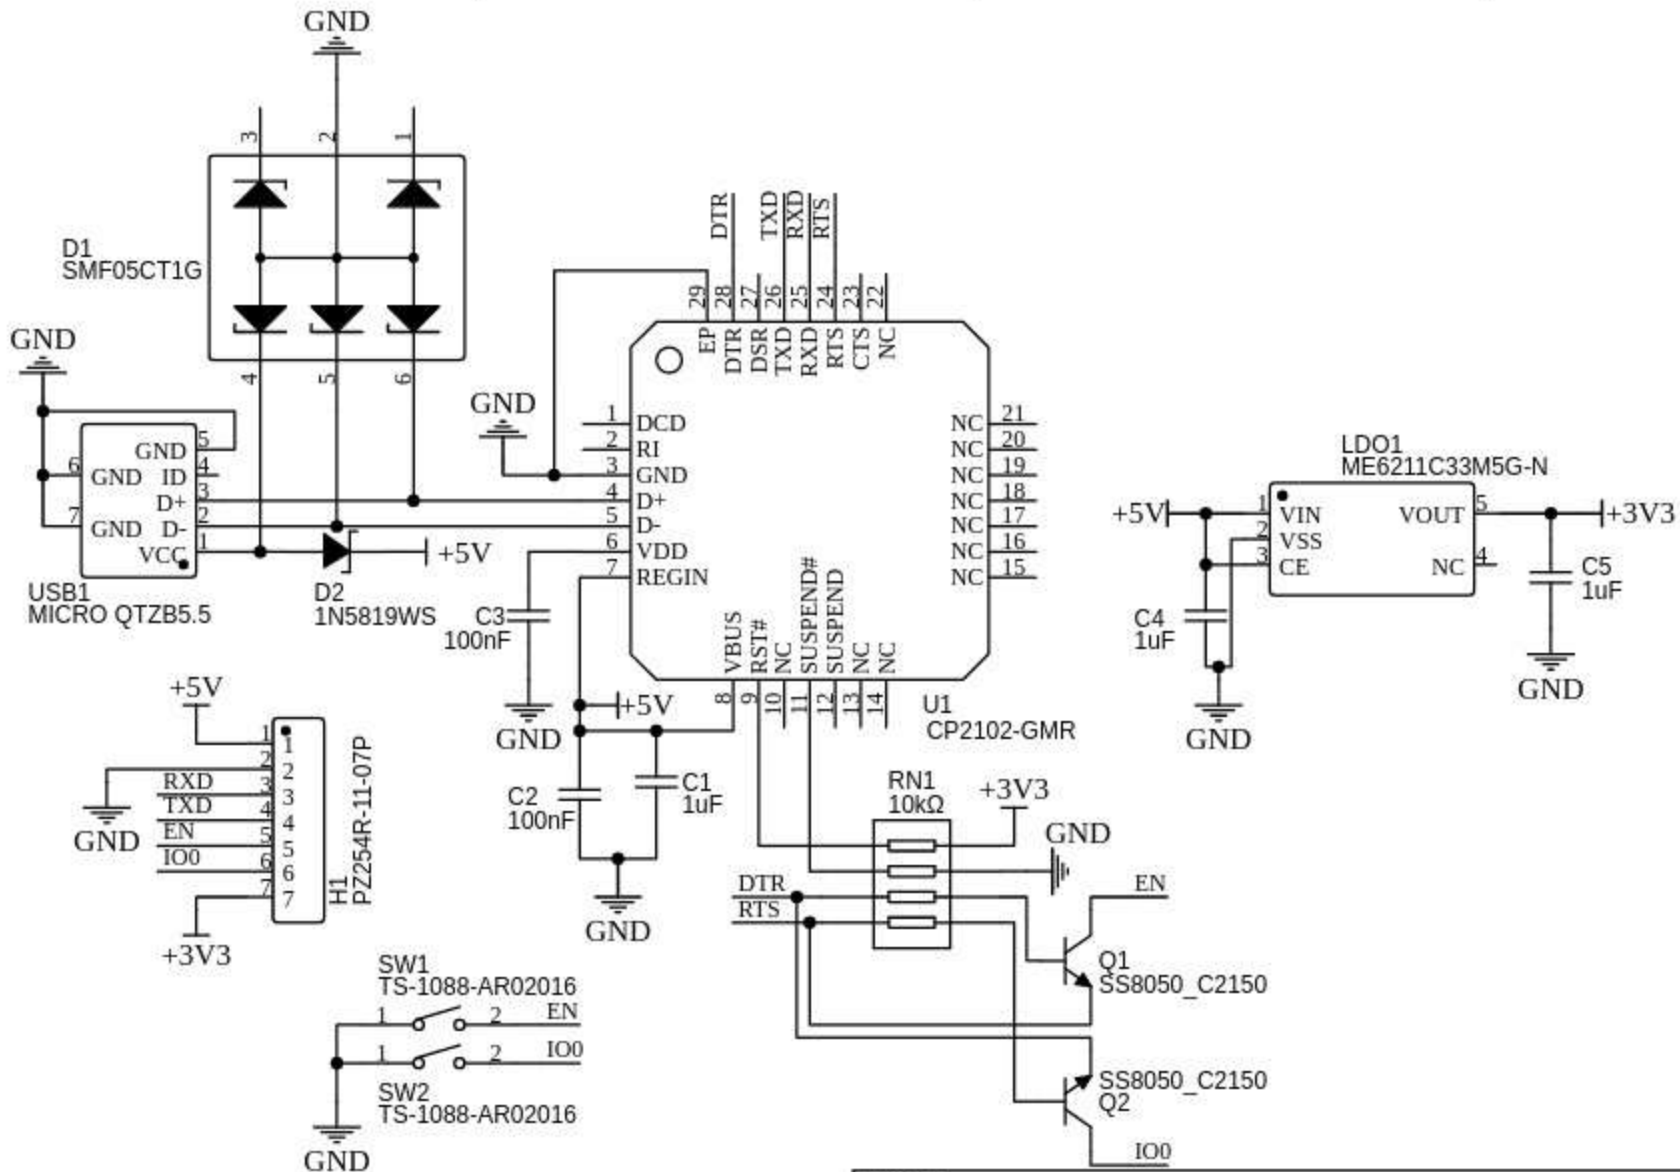 GND
3
2
1
D1
SMF05CT1G
4
5
6
GND
GND 5
6 GND ID 4
D+ 3
7 GND D- 2
VCC 1
USB1
MICRO QTZB5.5
D2
1N5819WS
+5V
GND
DTR
TXD
RXD
RTS
29
28
27
26
25
24
23
22
EP
DTR
DSR
TXD
RXD
RTS
CTS
NC
1 DCD
2 RI
3 GND
4 D+
5 D-
6 VDD
7 REGIN
NC 21
NC 20
NC 19
NC 18
NC 17
NC 16
NC 15
VBUS
RST#
NC
SUSPEND#
SUSPEND
NC
NC
8
9
10
11
12
13
14
U1
CP2102-GMR
C3
100nF
GND
+5V
C2
100nF
C1
1uF
GND
LDO1
ME6211C33M5G-N
+5V
1 VIN
2 VSS
3 CE
VOUT 5
NC 4
+3V3
C4
1uF
GND
C5
1uF
GND
+5V
1 1
2 2
RXD 3 3
TXD 4 4
EN 5 5
IO0 6 6
7 7
GND
+3V3
H1
PZ254R-11-07P
RN1
10kΩ
+3V3
GND
DTR
RTS
EN
Q1
SS8050_C2150
SS8050_C2150
Q2
IO0
SW1
TS-1088-AR02016
1 2 EN
1 2 IO0
SW2
TS-1088-AR02016
GND